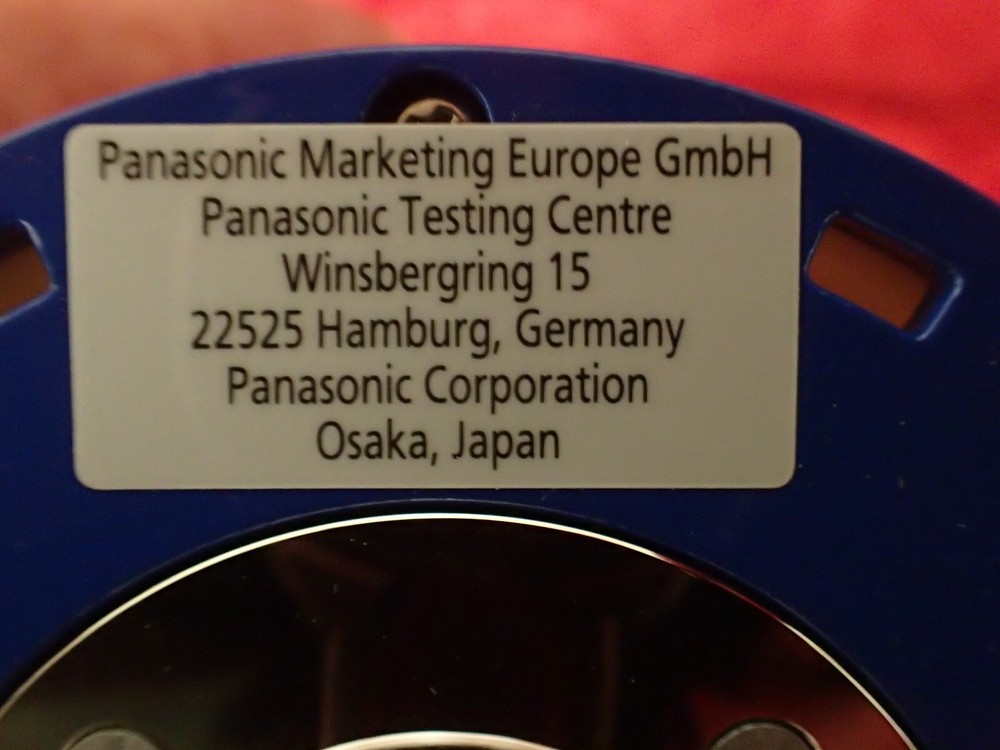 Panasonic Marketing Europe GmbH
Panasonic Testing Centre
Winsbergring 15
22525 Hamburg, Germany
Panasonic Corporation
Osaka, Japan